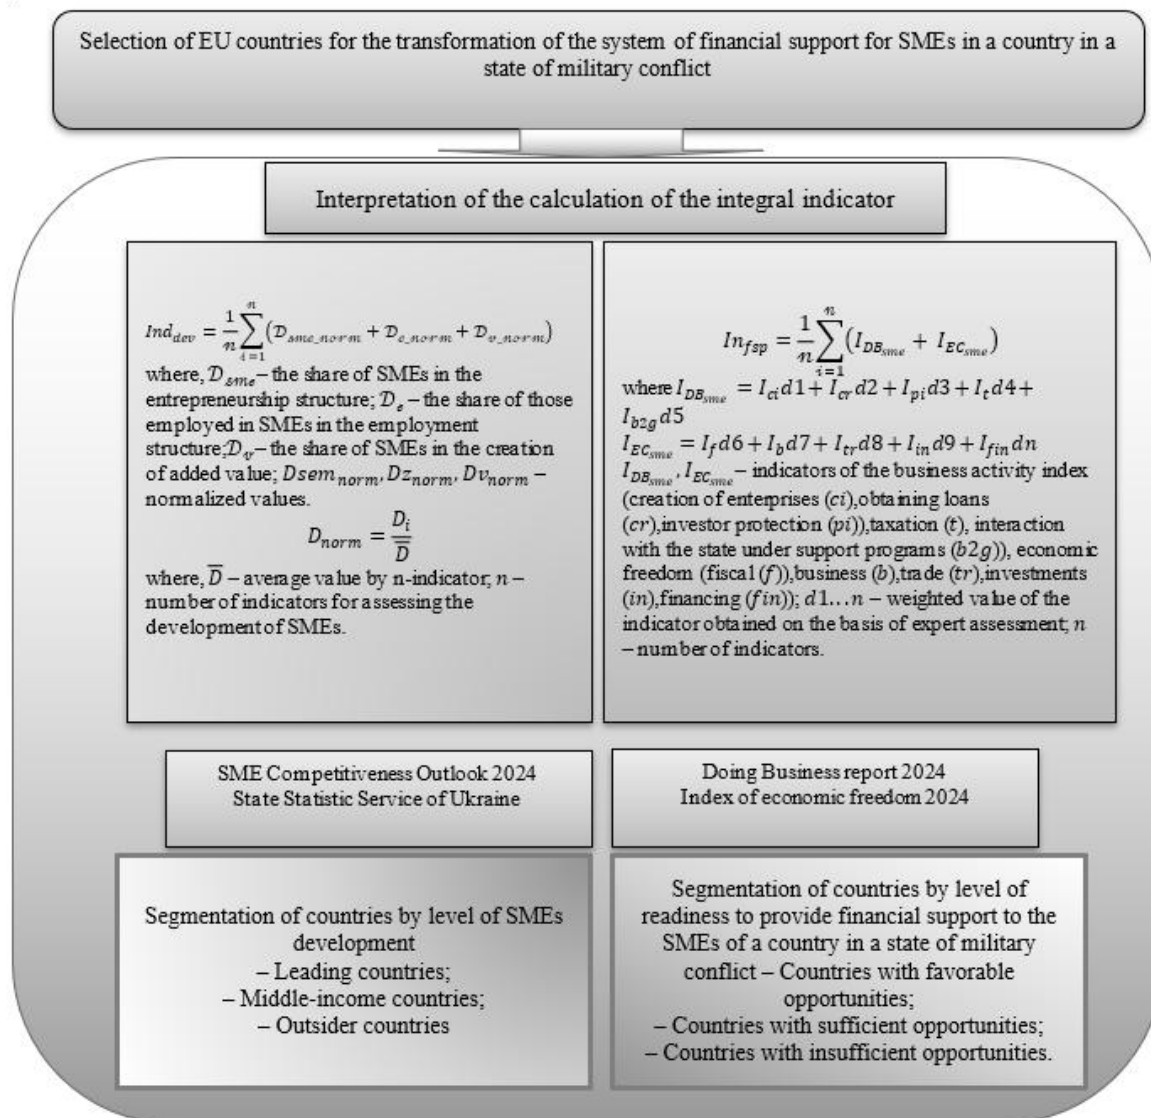 Selection of EU countries for the transformation of the system of financial support for SMEs in a country in a
state of military conflict
Interpretation of the calculation of the integral indicator
Ind_dev = 1/n ∑_{i=1}^{n} (𝒟_sme_norm + 𝒟_e_norm + 𝒟_v_norm)
where, 𝒟_sme – the share of SMEs in the
entrepreneurship structure; 𝒟_e – the share of those
employed in SMEs in the employment
structure;𝒟_v– the share of SMEs in the creation
of added value; Dsem_norm, Dz_norm, Dv_norm –
normalized values.
D_norm = D_i / D̅
where, D̅ – average value by n-indicator; n –
number of indicators for assessing the
development of SMEs.
In_fsp = 1/n ∑_{i=1}^{n} (I_DB_sme + I_EC_sme)
where I_DB_sme = I_ci d1 + I_cr d2 + I_pi d3 + I_t d4 +
I_b2g d5
I_EC_sme = I_f d6 + I_b d7 + I_tr d8 + I_in d9 + I_fin dn
I_DB_sme, I_EC_sme – indicators of the business activity index
(creation of enterprises (ci),obtaining loans
(cr),investor protection (pi)),taxation (t), interaction
with the state under support programs (b2g)), economic
freedom (fiscal (f)),business (b),trade (tr),investments
(in),financing (fin)); d1...n – weighted value of the
indicator obtained on the basis of expert assessment; n
– number of indicators.
SME Competitiveness Outlook 2024
State Statistic Service of Ukraine
Doing Business report 2024
Index of economic freedom 2024
Segmentation of countries by level of SMEs
development
– Leading countries;
– Middle-income countries;
– Outsider countries
Segmentation of countries by level of
readiness to provide financial support to the
SMEs of a country in a state of military
conflict – Countries with favorable
opportunities;
– Countries with sufficient opportunities;
– Countries with insufficient opportunities.